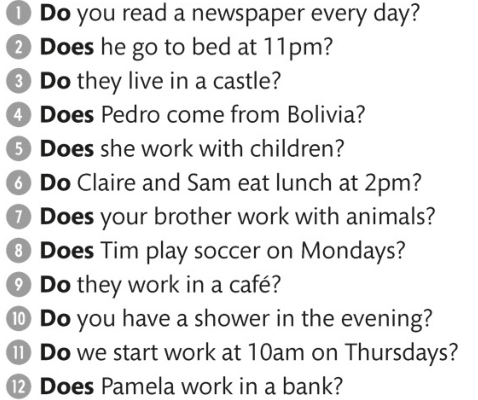 1 Do you read a newspaper every day?
2 Does he go to bed at 11pm?
3 Do they live in a castle?
4 Does Pedro come from Bolivia?
5 Does she work with children?
6 Do Claire and Sam eat lunch at 2pm?
7 Does your brother work with animals?
8 Does Tim play soccer on Mondays?
9 Do they work in a café?
10 Do you have a shower in the evening?
11 Do we start work at 10am on Thursdays?
12 Does Pamela work in a bank?